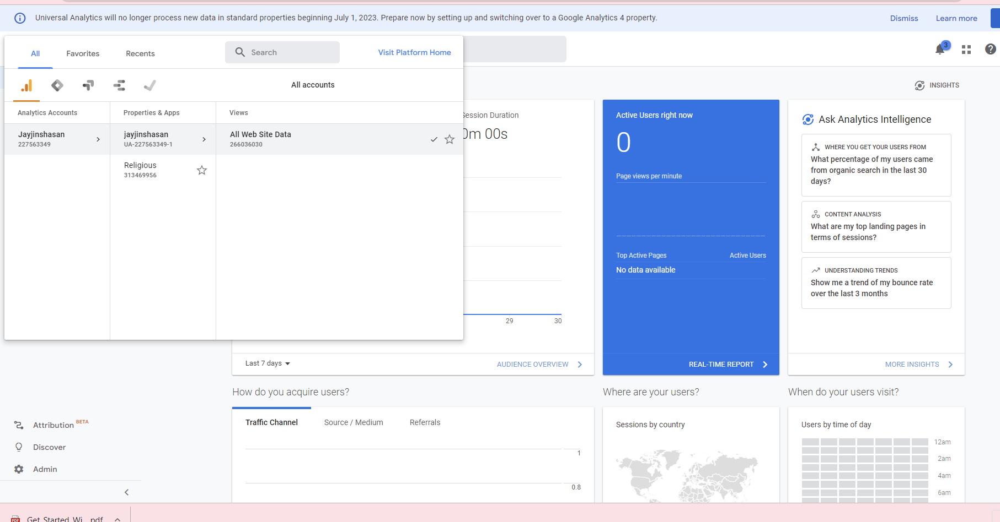 Universal Analytics will no longer process new data in standard properties beginning July 1, 2023. Prepare now by setting up and switching over to a Google Analytics 4 property.
Dismiss
Learn more
All
Favorites
Recents
Search
Visit Platform Home
3
All accounts
INSIGHTS
Analytics Accounts
Properties & Apps
Views
Jayjinshasan
227563349
jayjinshasan
UA-227563349-1
All Web Site Data
266036030
Religious
313469956
Session Duration
0m 00s
29
30
Last 7 days
AUDIENCE OVERVIEW
Active Users right now
0
Page views per minute
Top Active Pages
Active Users
No data available
REAL-TIME REPORT
Ask Analytics Intelligence
WHERE YOU GET YOUR USERS FROM
What percentage of my users came
from organic search in the last 30
days?
CONTENT ANALYSIS
What are my top landing pages in
terms of sessions?
UNDERSTANDING TRENDS
Show me a trend of my bounce rate
over the last 3 months
MORE INSIGHTS
How do you acquire users?
Where are your users?
When do your users visit?
Traffic Channel
Source / Medium
Referrals
1
0.8
Sessions by country
Users by time of day
12am
2am
4am
6am
Attribution BETA
Discover
Admin
PDF
Get_Started_Wi....pdf